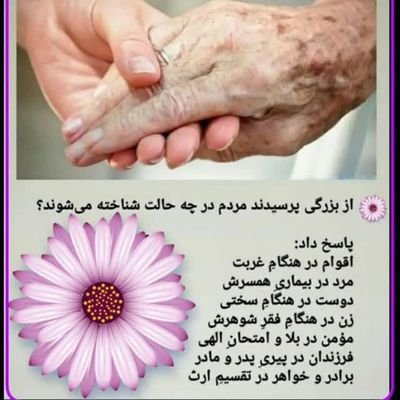 از بزرگی پرسیدند مردم در چه حالت شناخته می‌شوند؟
پاسخ داد:
اقوام در هنگامِ غربت
مرد در بیماریِ همسرش
دوست در هنگامِ سختی
زن در هنگامِ فقرِ شوهرش
مؤمن در بلا و امتحانِ الهی
فرزندان در پیریِ پدر و مادر
برادر و خواهر در تقسیمِ ارث